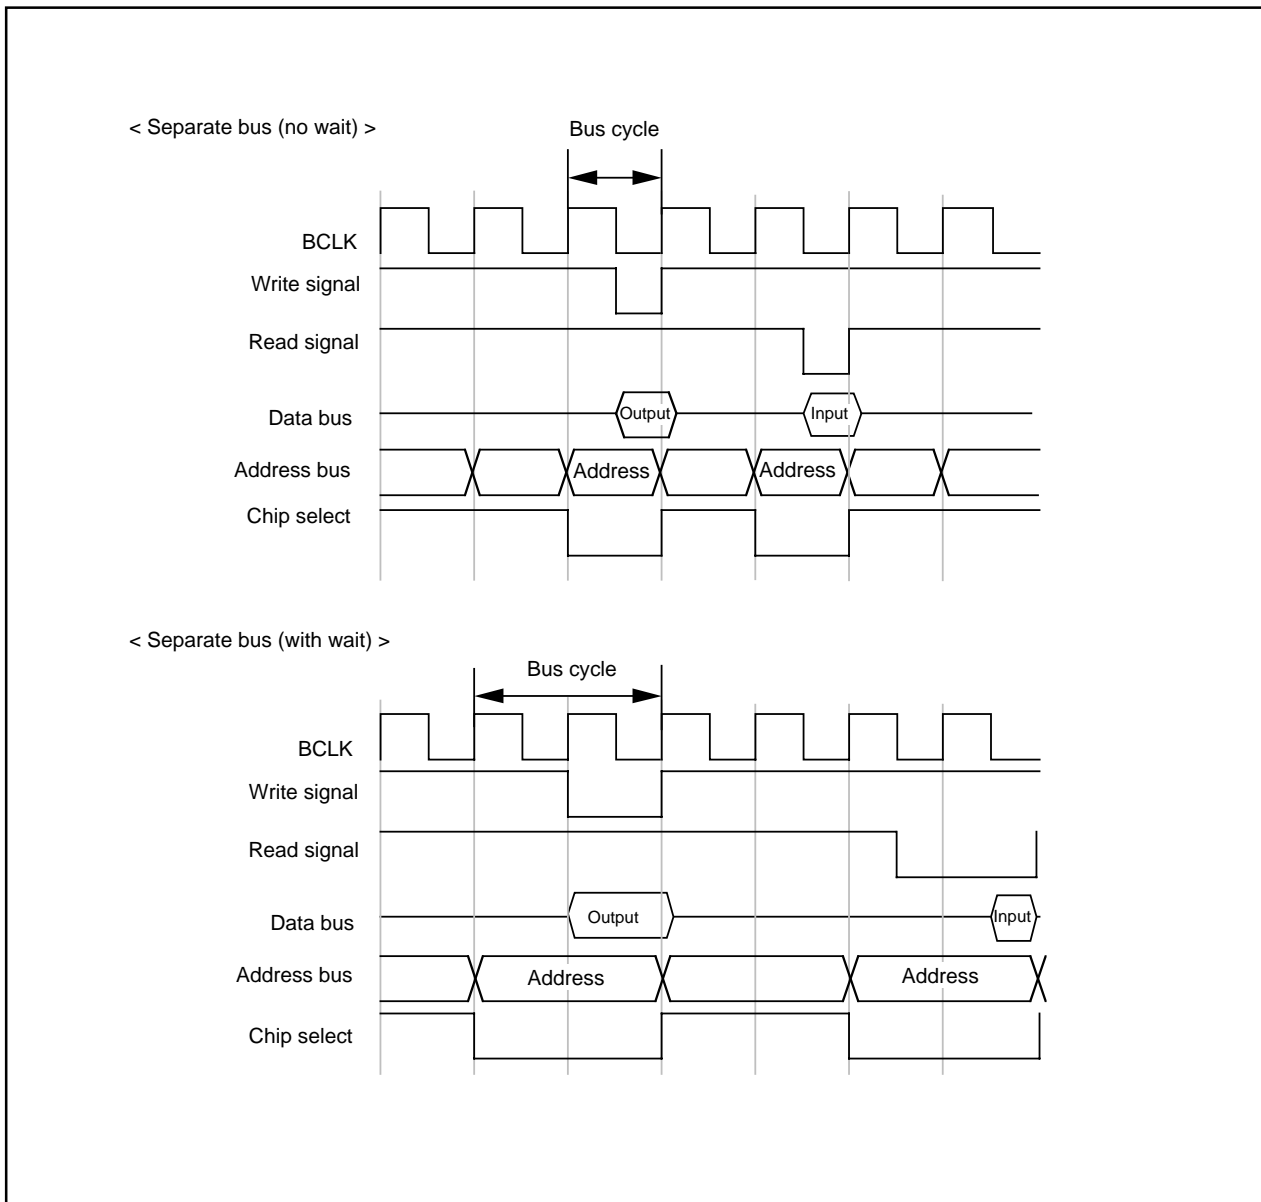 < Separate bus (no wait) >
Bus cycle
BCLK
Write signal
Read signal
Data bus
Output
Input
Address bus
Address
Address
Chip select
< Separate bus (with wait) >
Bus cycle
BCLK
Write signal
Read signal
Data bus
Output
Input
Address bus
Address
Address
Chip select